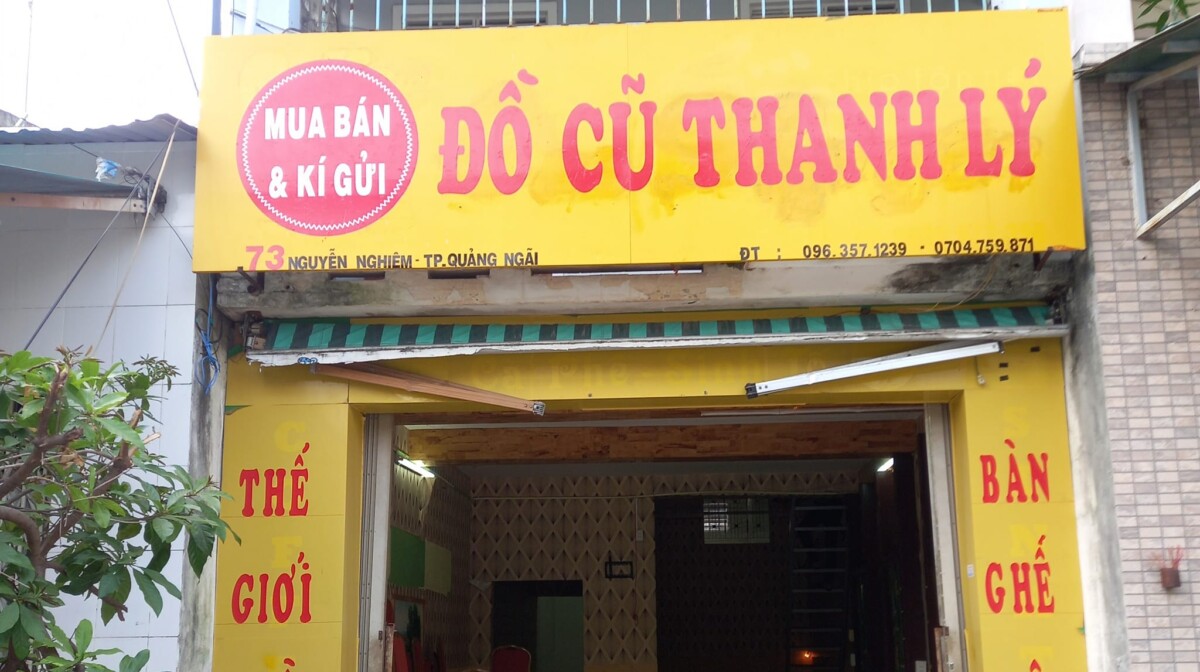 MUA BÁN
& KÍ GỬI
ĐỒ CŨ THANH LÝ
73 NGUYỄN NGHIÊM - TP.QUẢNG NGÃI
ĐT : 096.357.1239 - 0704.759.871
THẾ
GIỚI
BÀN
GHẾ